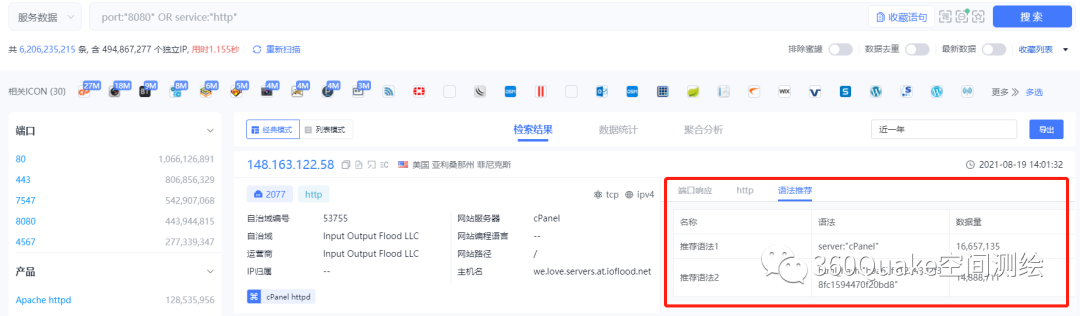 服务数据
port:"8080" OR service:"http"
收藏语句
搜 索
共 6,206,235,215 条, 含 494,867,277 个独立IP, 用时1.155秒 重新扫描
排除蜜罐 数据去重 最新数据 收藏列表
相关ICON (30) 27M 18M 9M 8M 6M 5M 4M 4M 4M 3M 更多 多选
端口
80 1,066,126,891
443 806,856,329
7547 542,907,068
8080 443,944,815
4567 277,339,347
产品
Apache httpd 128,535,956
经典模式 列表模式
检索结果 数据统计 聚合分析
近一年
导出
148.163.122.58 美国 亚利桑那州 菲尼克斯
2021-08-19 14:01:32
2077 http
tcp ipv4
自治域编号 53755
自治域 Input Output Flood LLC
运营商 Input Output Flood LLC
IP归属 --
网站服务器 cPanel
网站编程语言 --
网站路径 /
主机名 we.love.servers.at.ioflood.net
cPanel httpd
端口响应 http 语法推荐
名称 语法 数据量
推荐语法1 server:"cPanel" 16,657,135
推荐语法2
8fc1594470f20bd8"
360Quake空间测绘